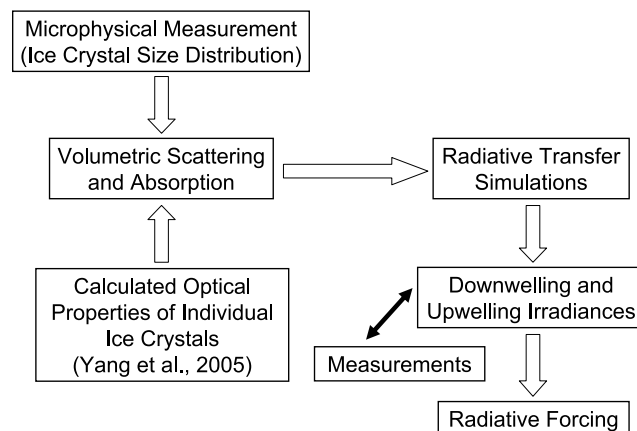 Microphysical Measurement
(Ice Crystal Size Distribution)
Volumetric Scattering
and Absorption
Radiative Transfer
Simulations
Calculated Optical
Properties of Individual
Ice Crystals
(Yang et al., 2005)
Downwelling and
Upwelling Irradiances
Measurements
Radiative Forcing